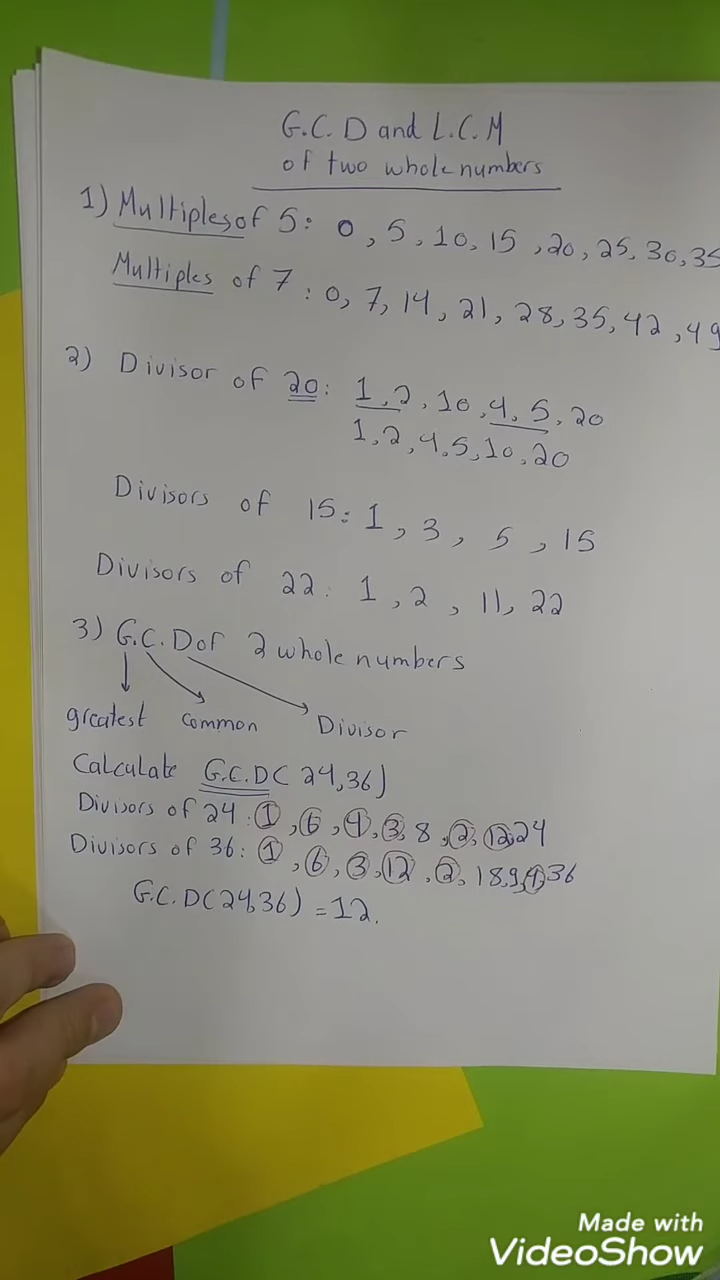 G.C.D and L.C.M
of two whole numbers
1) Multiples of 5: 0, 5, 10, 15, 20, 25, 30, 35
Multiples of 7: 0, 7, 14, 21, 28, 35, 42, 49
2) Divisor of 20: 1, 2, 10, 4, 5, 20
1, 2, 4, 5, 10, 20
Divisors of 15: 1, 3, 5, 15
Divisors of 22: 1, 2, 11, 22
3) G.C.D of 2 whole numbers
greatest common Divisor
Calculate G.C.D(24,36)
Divisors of 24: 1, 6, 4, 3, 8, 2, 12, 24
Divisors of 36: 1, 6, 3, 12, 2, 18, 9, 4, 36
G.C.D(24,36) = 12.
Made with
VideoShow